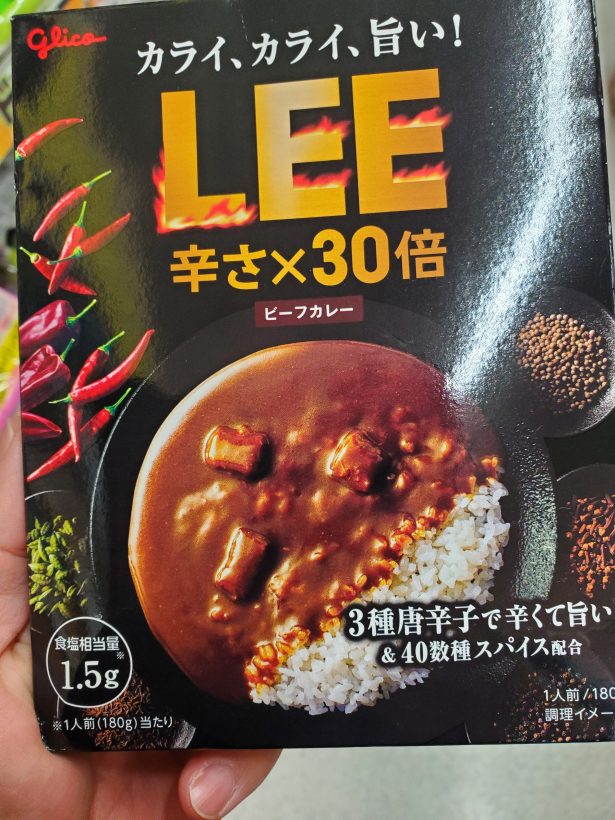 glico
カライ、カライ、旨い!
LEE
辛さ×30倍
ビーフカレー
3種唐辛子で辛くて旨い
& 40数種スパイス配合
食塩相当量※
1.5g
※1人前(180g)当たり
1人前/180
調理イメー